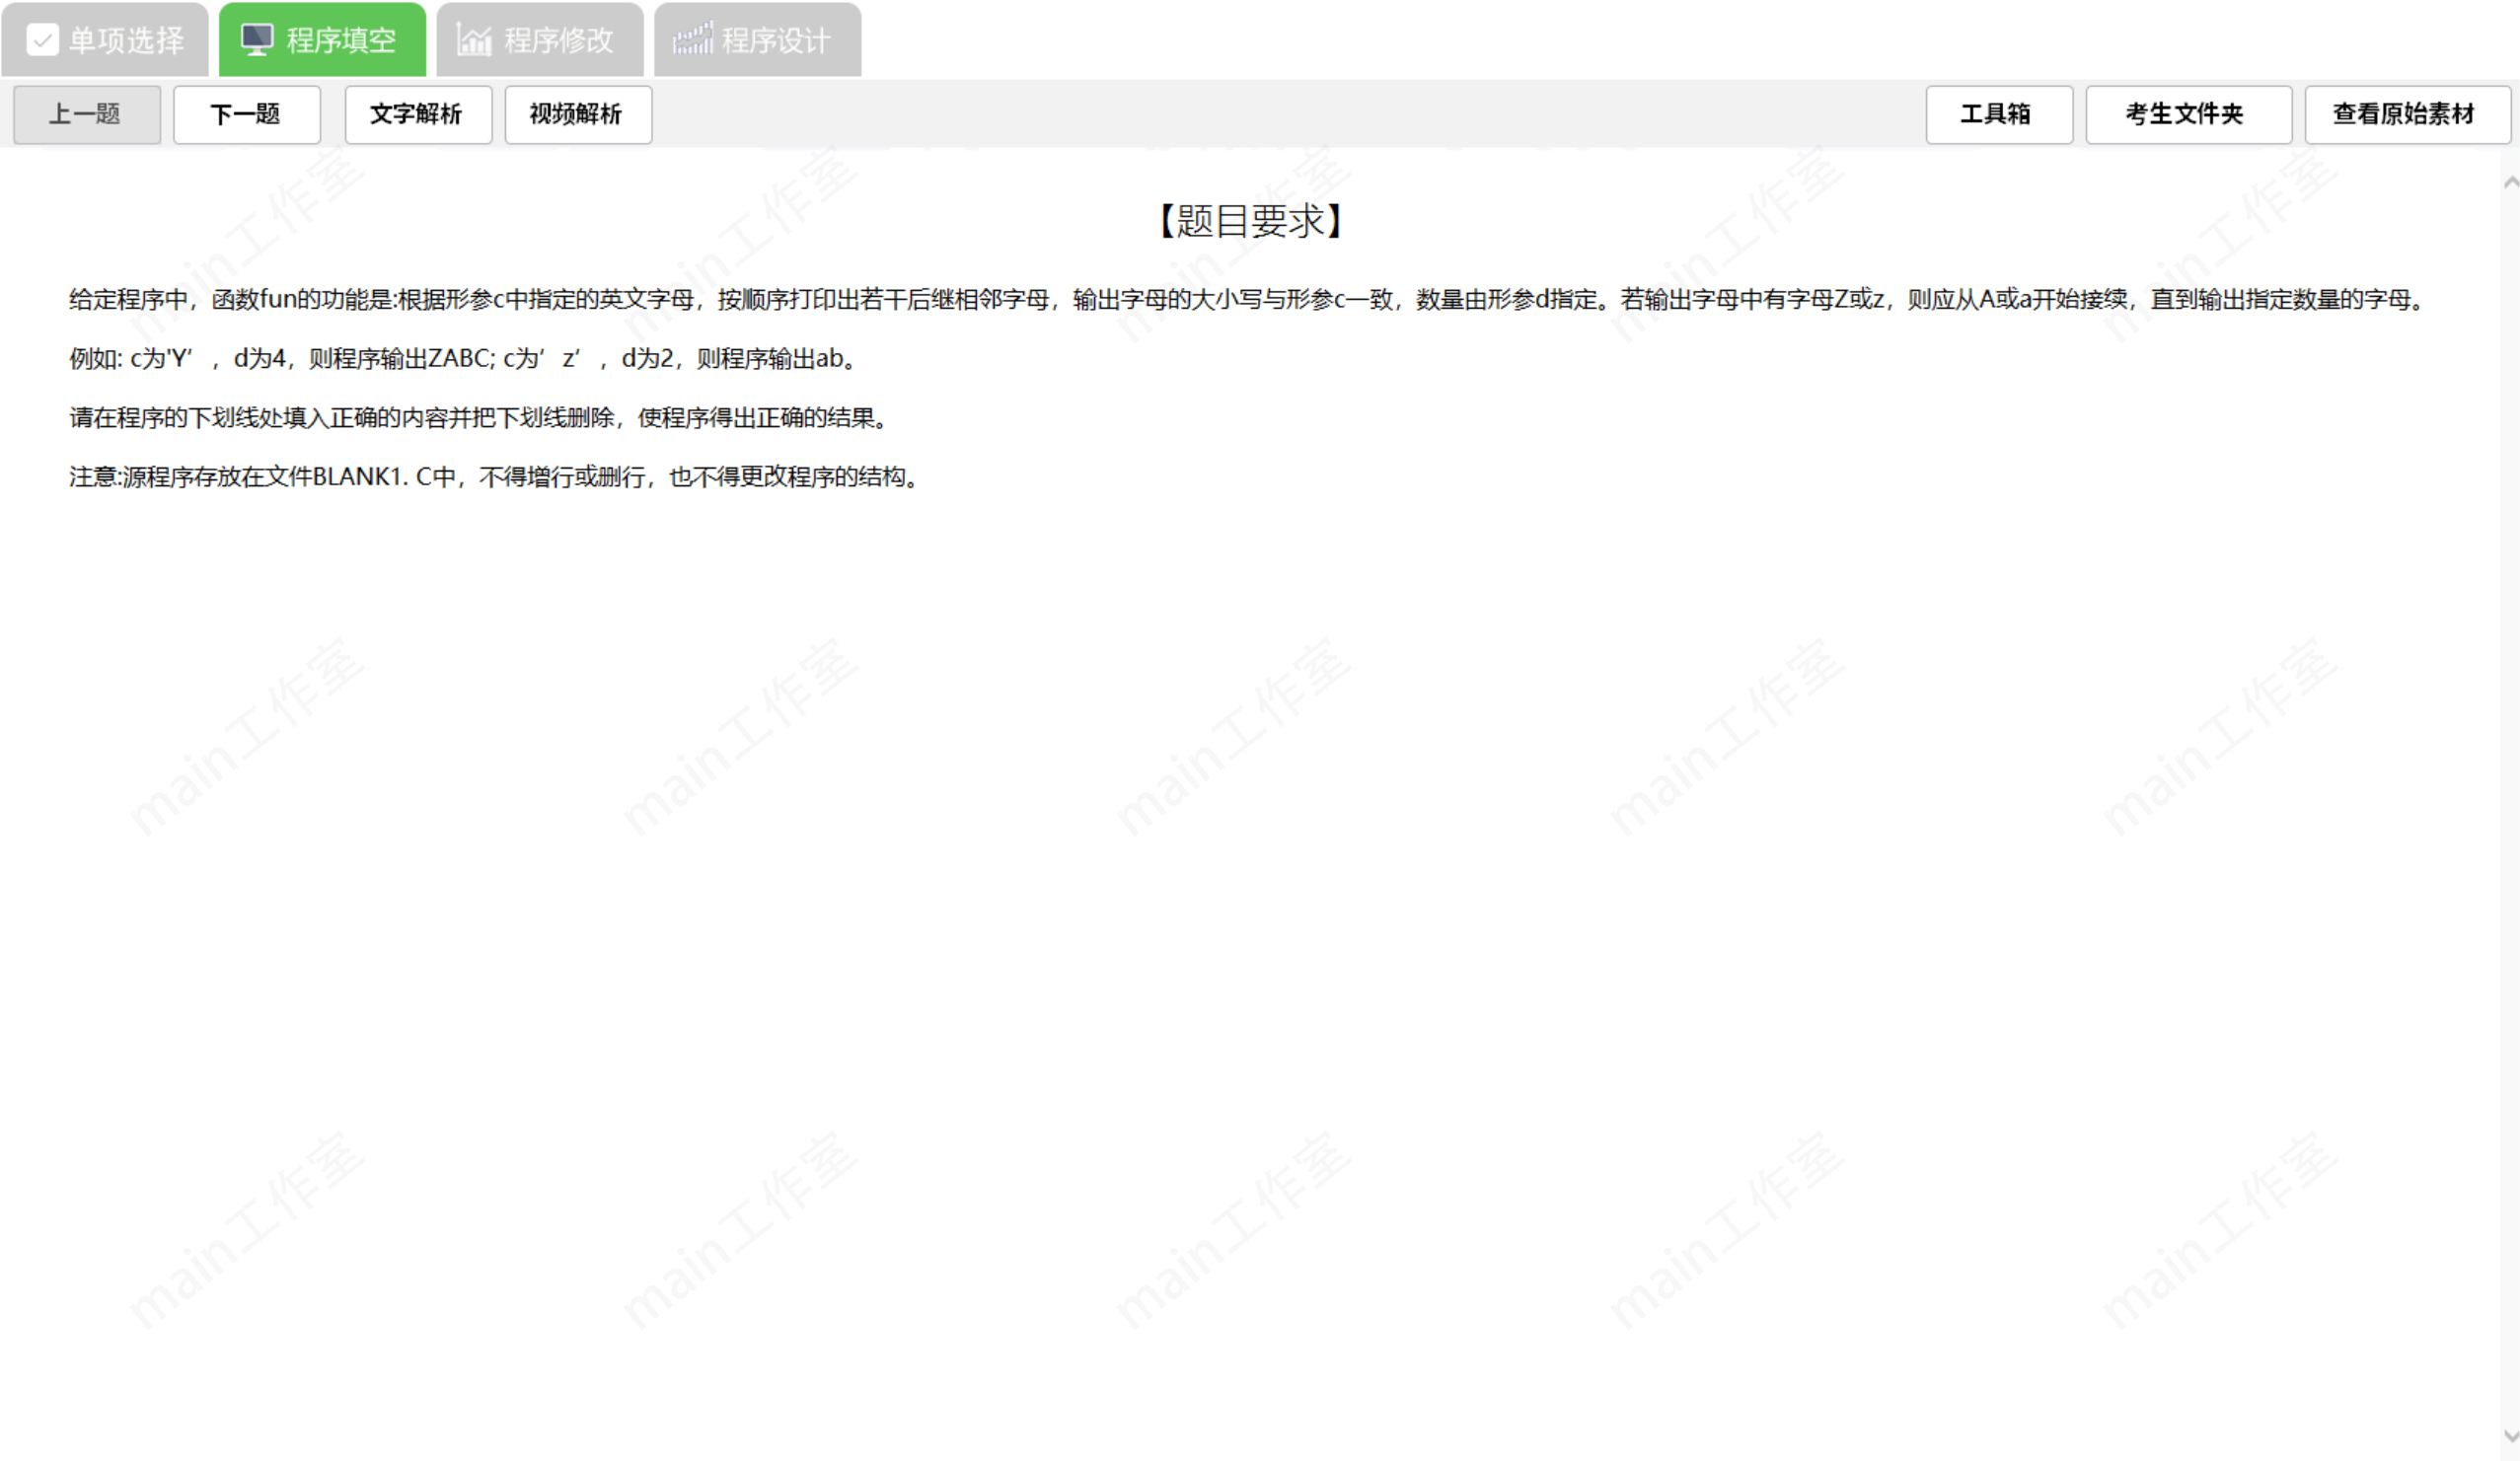 单项选择 程序填空 程序修改 程序设计
上一题 下一题 文字解析 视频解析 工具箱 考生文件夹 查看原始素材
【题目要求】
给定程序中，函数fun的功能是:根据形参c中指定的英文字母，按顺序打印出若干后继相邻字母，输出字母的大小写与形参c一致，数量由形参d指定。若输出字母中有字母Z或z，则应从A或a开始接续，直到输出指定数量的字母。
例如: c为'Y′，d为4，则程序输出ZABC; c为′z′，d为2，则程序输出ab。
请在程序的下划线处填入正确的内容并把下划线删除，使程序得出正确的结果。
注意:源程序存放在文件BLANK1. C中，不得增行或删行，也不得更改程序的结构。
main工作室 main工作室 main工作室 main工作室 main工作室
main工作室 main工作室 main工作室 main工作室 main工作室
main工作室 main工作室 main工作室 main工作室 main工作室